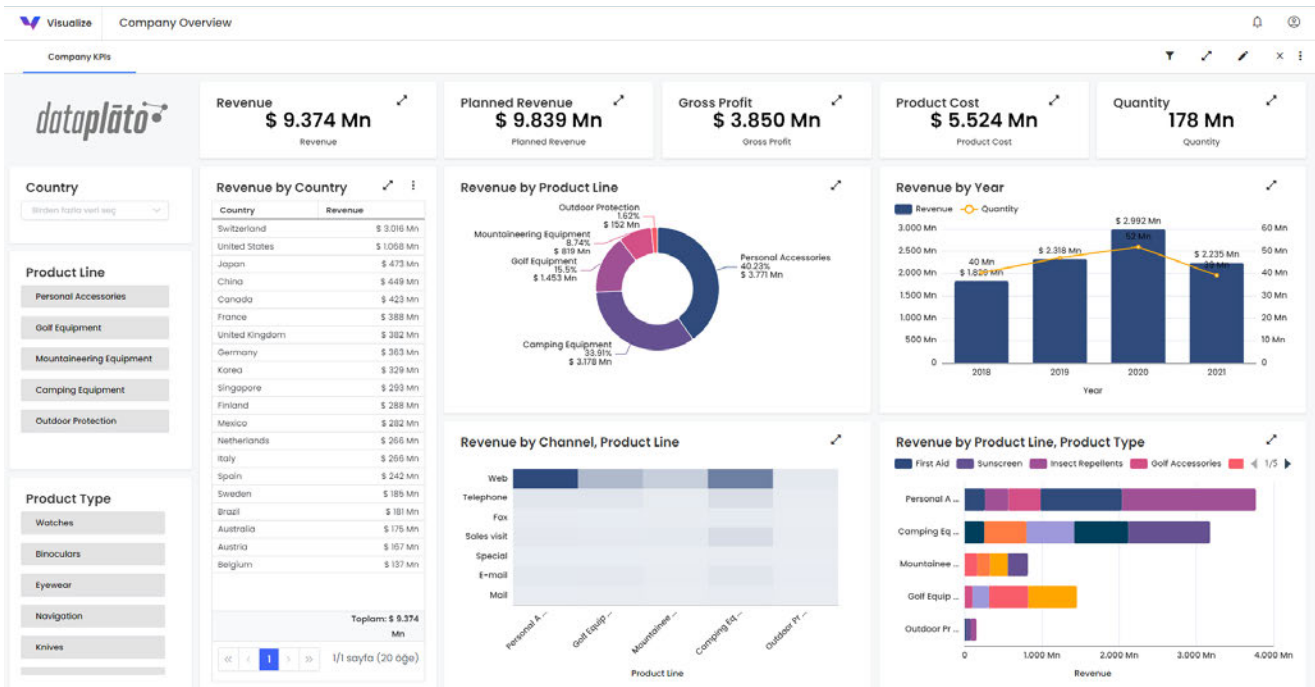 Visualize
Company Overview
Company KPIs
dataplāto
Revenue
$ 9.374 Mn
Revenue
Planned Revenue
$ 9.839 Mn
Planned Revenue
Gross Profit
$ 3.850 Mn
Gross Profit
Product Cost
$ 5.524 Mn
Product Cost
Quantity
178 Mn
Quantity
Country
Birden fazla veri seç
Product Line
Personal Accessories
Golf Equipment
Mountaineering Equipment
Camping Equipment
Outdoor Protection
Product Type
Watches
Binoculars
Eyewear
Navigation
Knives
Revenue by Country
Country Revenue
Switzerland $ 3.016 Mn
United States $ 1.068 Mn
Japan $ 473 Mn
China $ 449 Mn
Canada $ 423 Mn
France $ 388 Mn
United Kingdom $ 382 Mn
Germany $ 363 Mn
Korea $ 329 Mn
Singapore $ 293 Mn
Finland $ 288 Mn
Mexico $ 282 Mn
Netherlands $ 266 Mn
Italy $ 266 Mn
Spain $ 242 Mn
Sweden $ 185 Mn
Brazil $ 181 Mn
Australia $ 175 Mn
Austria $ 167 Mn
Belgium $ 137 Mn
Toplam: $ 9.374
Mn
1
1/1 sayfa (20 öğe)
Revenue by Product Line
Outdoor Protection
1.62%
$ 152 Mn
Mountaineering Equipment
8.74%
$ 819 Mn
Golf Equipment
15.5%
$ 1.453 Mn
Personal Accessories
40.23%
$ 3.771 Mn
Camping Equipment
33.91%
$ 3.178 Mn
Revenue by Year
Revenue Quantity
3.000 Mn
2.500 Mn
2.000 Mn
1.500 Mn
1.000 Mn
500 Mn
0
$ 2.992 Mn
52 Mn
$ 2.318 Mn
$ 2.235 Mn
40 Mn
60 Mn
50 Mn
40 Mn
30 Mn
20 Mn
10 Mn
0
2018 2019 2020 2021
Year
Revenue by Channel, Product Line
Web
Telephone
Fax
Sales visit
Special
E-mail
Mail
Personal A ...
Golf Equip ...
Mountainee ...
Camping Eq ...
Outdoor Pr ...
Product Line
Revenue by Product Line, Product Type
First Aid Sunscreen Insect Repellents Golf Accessories 1/5
Personal A ...
Camping Eq ...
Mountainee ...
Golf Equip ...
Outdoor Pr ...
0 1.000 Mn 2.000 Mn 3.000 Mn 4.000 Mn
Revenue